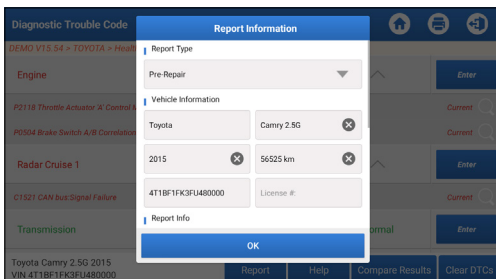 Diagnostic Trouble Code
Report Information
DEMO V15.54 > TOYOTA > Healt
Report Type
Engine
Pre-Repair
Enter
Vehicle Information
P2118 Throttle Actuator 'A' Control M
Current
Toyota
Camry 2.5G
P0504 Brake Switch A/B Correlation
Current
2015
56525 km
Radar Cruise 1
Enter
4T1BF1FK3FU480000
License #:
C1521 CAN bus:Signal Failure
Current
Report Info
Transmission
ormal
Enter
OK
Toyota Camry 2.5G 2015
VIN 4T1BF1FK3FU480000
Report
Help
Compare Results
Clear DTCs